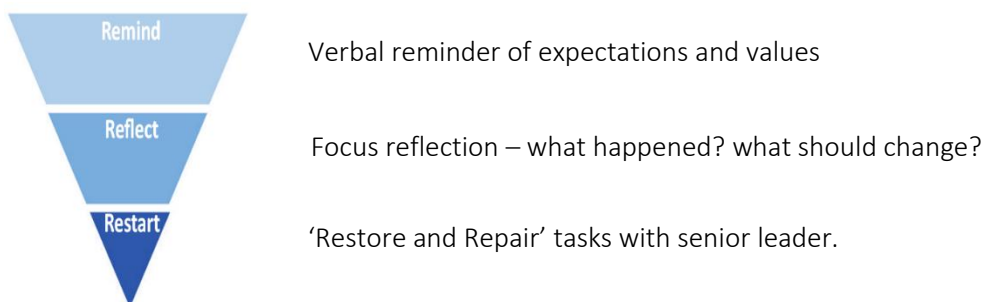 Remind
Verbal reminder of expectations and values
Reflect
Focus reflection – what happened? what should change?
Restart
‘Restore and Repair’ tasks with senior leader.